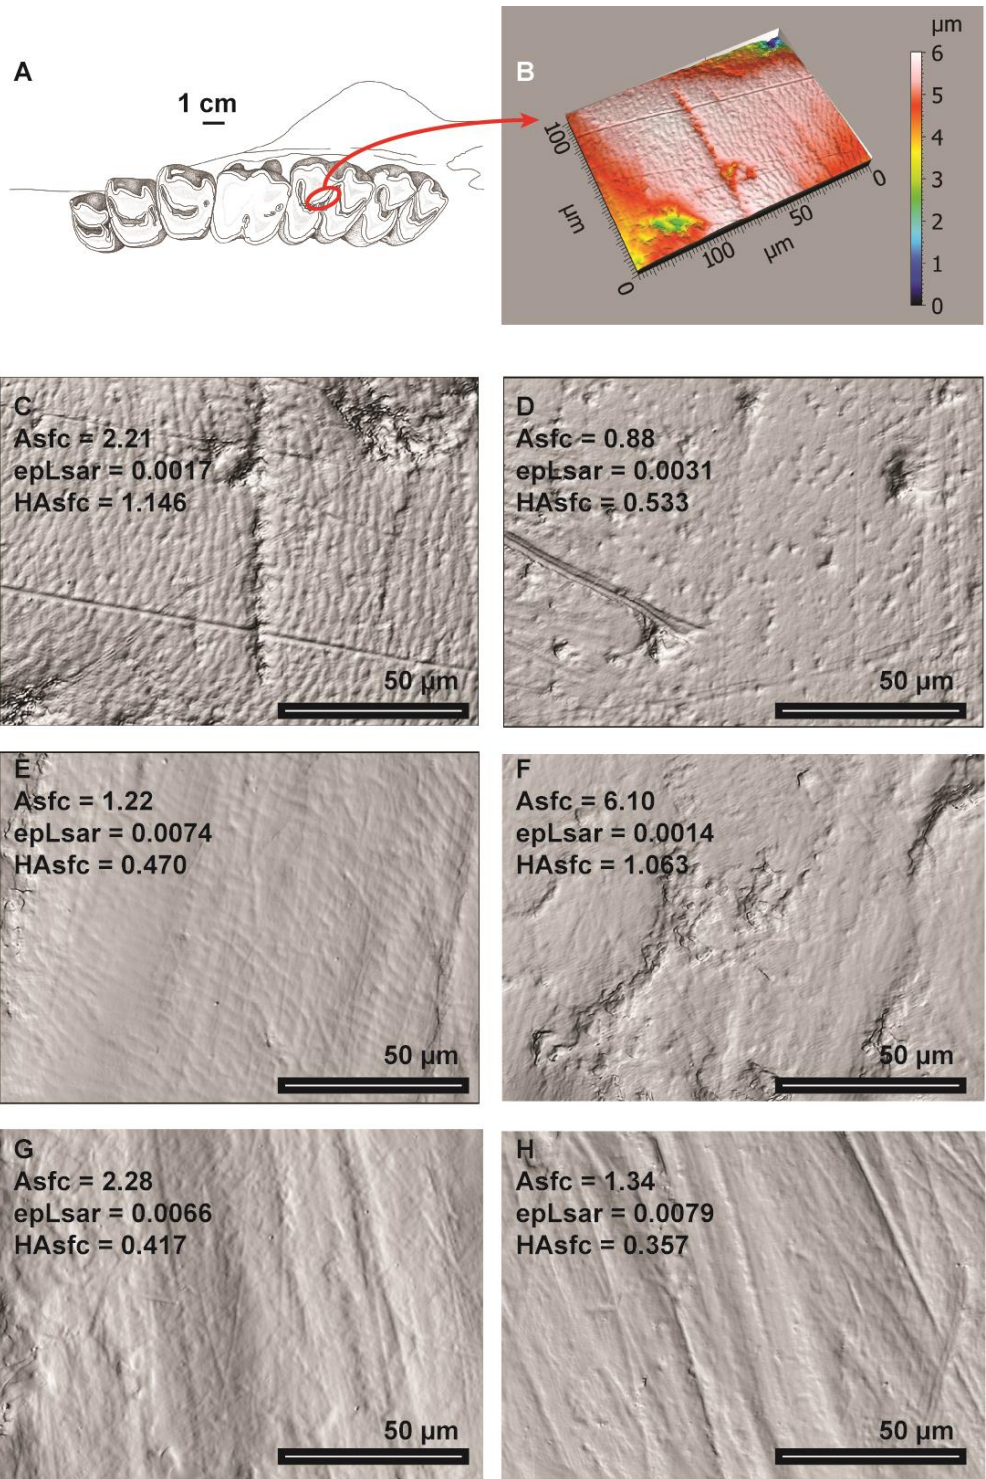 A
1 cm
B
µm
6
5
4
3
2
1
0
100
µm
0
100
µm
50
0
C
Asfc = 2.21
epLsar = 0.0017
HAsfc = 1.146
50 µm
D
Asfc = 0.88
epLsar = 0.0031
HAsfc = 0.533
50 µm
E
Asfc = 1.22
epLsar = 0.0074
HAsfc = 0.470
50 µm
F
Asfc = 6.10
epLsar = 0.0014
HAsfc = 1.063
50 µm
G
Asfc = 2.28
epLsar = 0.0066
HAsfc = 0.417
50 µm
H
Asfc = 1.34
epLsar = 0.0079
HAsfc = 0.357
50 µm